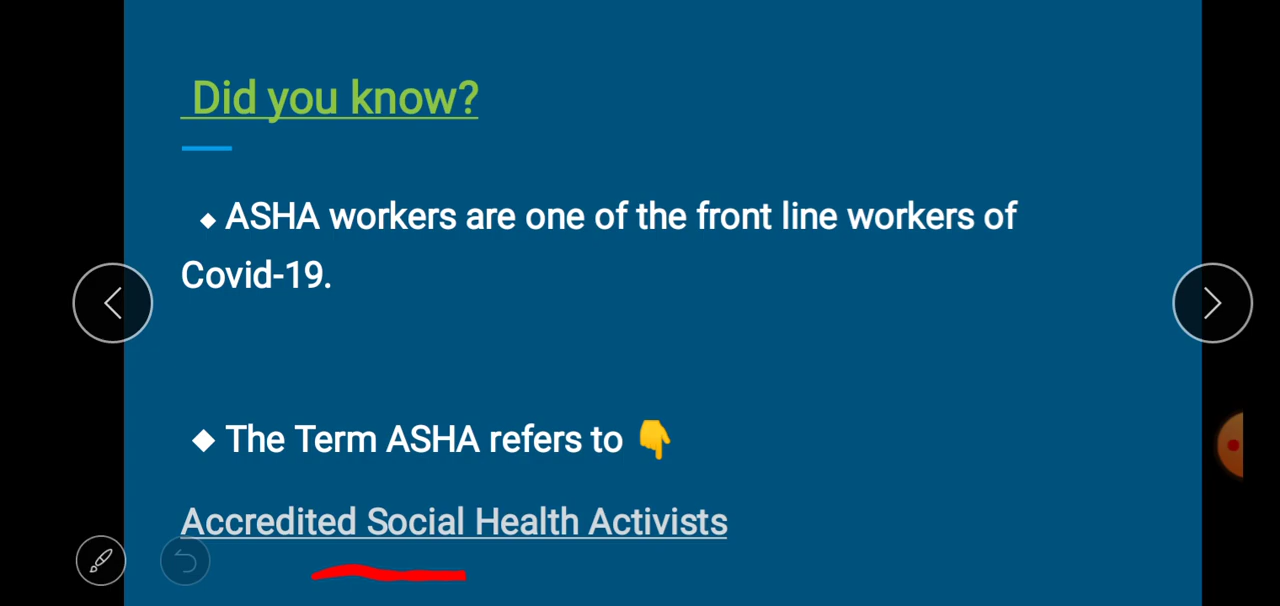 Did you know?
◆ ASHA workers are one of the front line workers of
Covid-19.
◆ The Term ASHA refers to 👇
Accredited Social Health Activists